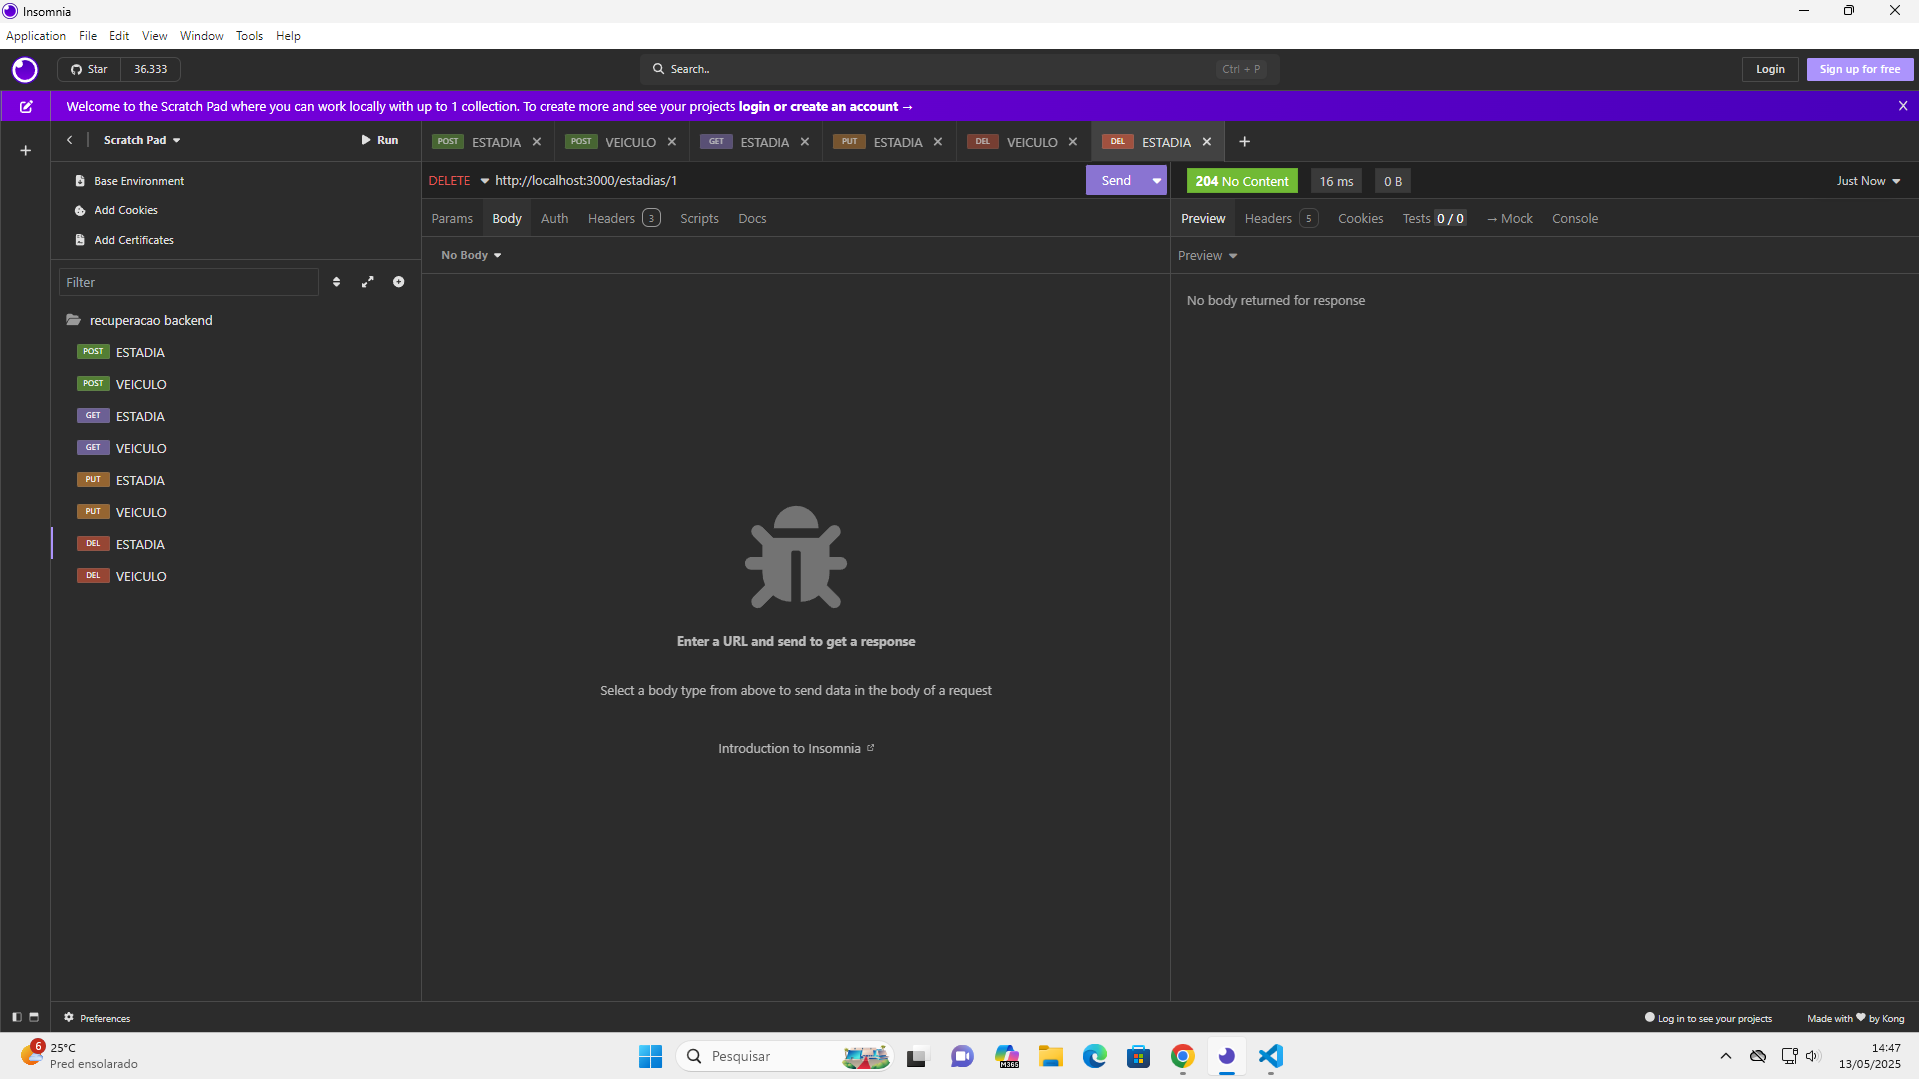 Insomnia
Application File Edit View Window Tools Help
Star 36.333 Search.. Ctrl + P Login Sign up for free
Welcome to the Scratch Pad where you can work locally with up to 1 collection. To create more and see your projects login or create an account →
Scratch Pad Run
POST ESTADIA POST VEICULO GET ESTADIA PUT ESTADIA DEL VEICULO DEL ESTADIA
Base Environment
Add Cookies
Add Certificates
Filter
recuperacao backend
POST ESTADIA
POST VEICULO
GET ESTADIA
GET VEICULO
PUT ESTADIA
PUT VEICULO
DEL ESTADIA
DEL VEICULO
DELETE http://localhost:3000/estadias/1 Send
Params Body Auth Headers 3 Scripts Docs
No Body
Enter a URL and send to get a response
Select a body type from above to send data in the body of a request
Introduction to Insomnia
204 No Content 16 ms 0 B Just Now
Preview Headers 5 Cookies Tests 0 / 0 → Mock Console
Preview
No body returned for response
Preferences
Log in to see your projects Made with ♥ by Kong
6
25°C
Pred ensolarado
Pesquisar
M365
14:47
13/05/2025